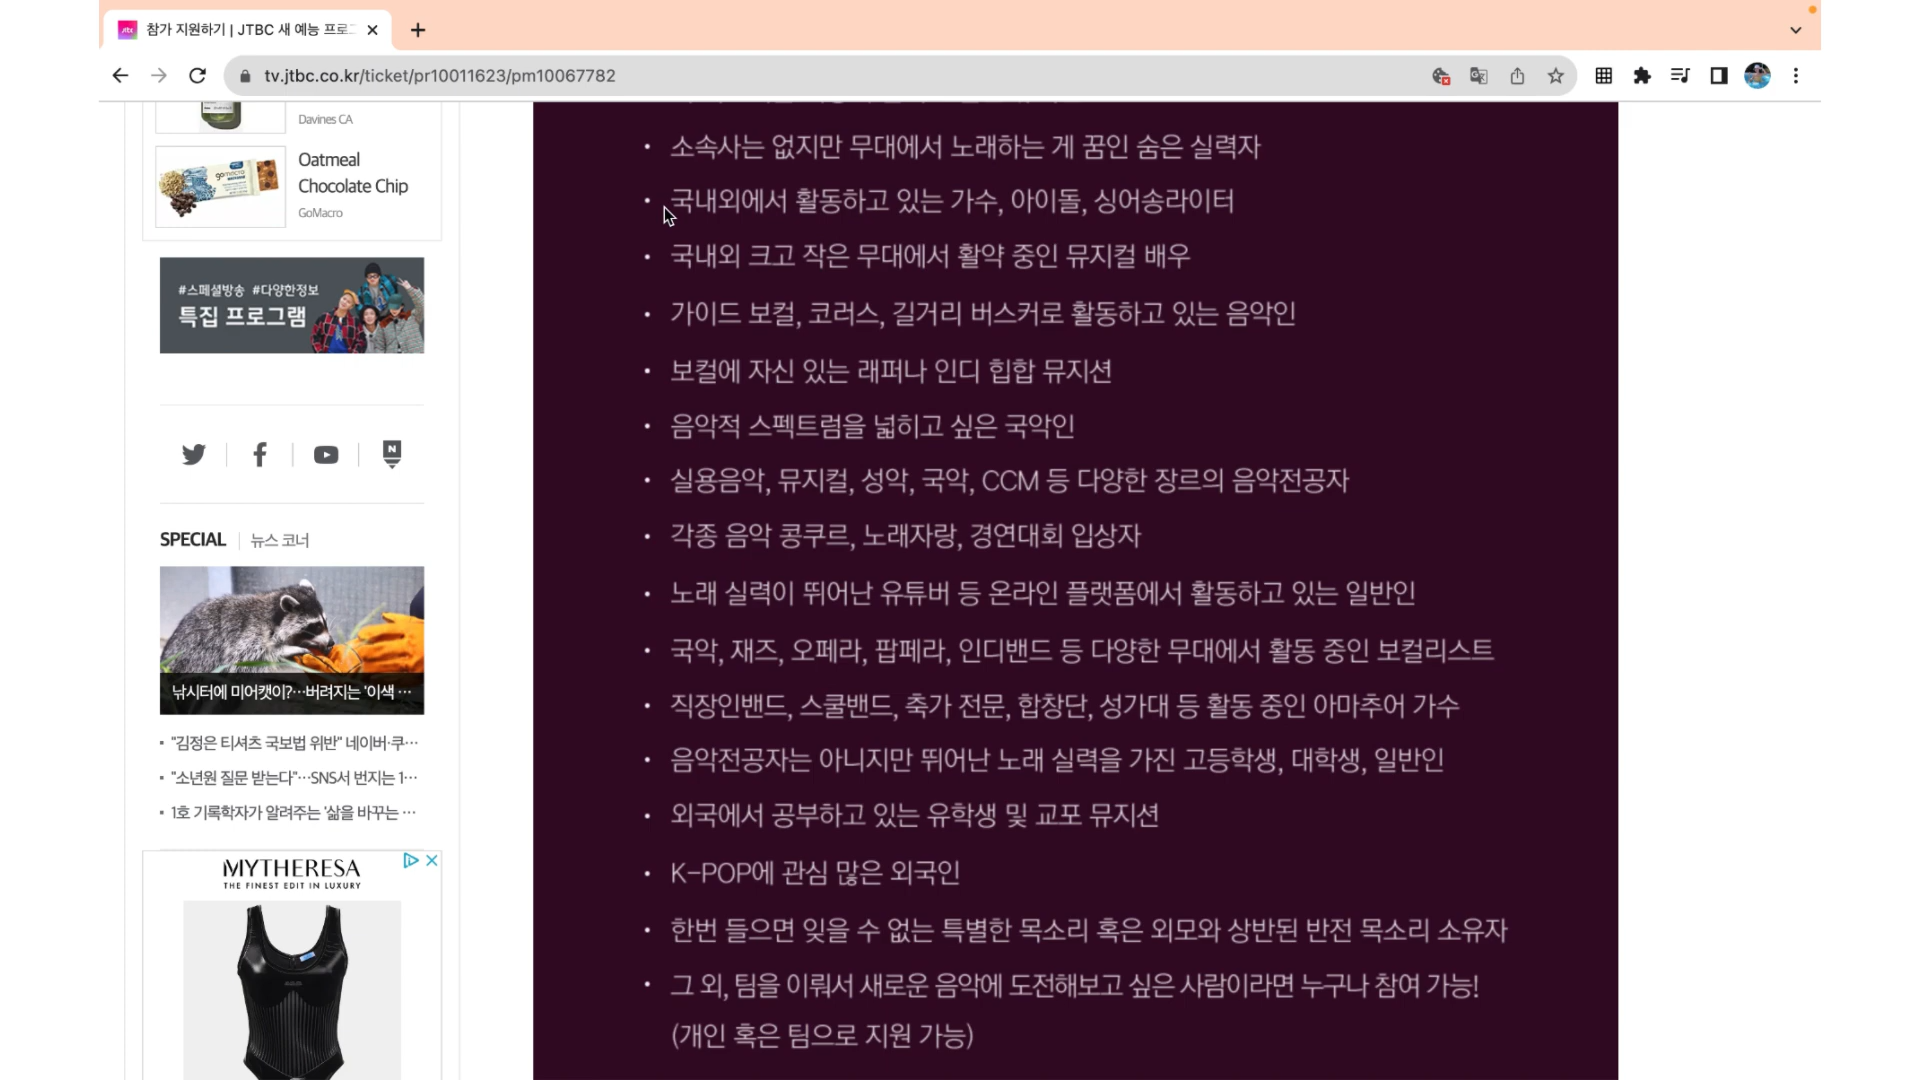 참가 지원하기 | JTBC 새 예능 프로그
tv.jtbc.co.kr/ticket/pr10011623/pm10067782
Davines CA
Oatmeal
Chocolate Chip
GoMacro
#스페셜방송 #다양한정보
특집 프로그램
SPECIAL 뉴스 코너
낚시터에 미어캣이?…버려지는 '이색 …
"김정은 티셔츠 국보법 위반" 네이버·쿠…
"소년원 질문 받는다"…SNS서 번지는 1…
1호 기록학자가 알려주는 '삶을 바꾸는 …
MYTHERESA
THE FINEST EDIT IN LUXURY
• 소속사는 없지만 무대에서 노래하는 게 꿈인 숨은 실력자
• 국내외에서 활동하고 있는 가수, 아이돌, 싱어송라이터
• 국내외 크고 작은 무대에서 활약 중인 뮤지컬 배우
• 가이드 보컬, 코러스, 길거리 버스커로 활동하고 있는 음악인
• 보컬에 자신 있는 래퍼나 인디 힙합 뮤지션
• 음악적 스펙트럼을 넓히고 싶은 국악인
• 실용음악, 뮤지컬, 성악, 국악, CCM 등 다양한 장르의 음악전공자
• 각종 음악 콩쿠르, 노래자랑, 경연대회 입상자
• 노래 실력이 뛰어난 유튜버 등 온라인 플랫폼에서 활동하고 있는 일반인
• 국악, 재즈, 오페라, 팝페라, 인디밴드 등 다양한 무대에서 활동 중인 보컬리스트
• 직장인밴드, 스쿨밴드, 축가 전문, 합창단, 성가대 등 활동 중인 아마추어 가수
• 음악전공자는 아니지만 뛰어난 노래 실력을 가진 고등학생, 대학생, 일반인
• 외국에서 공부하고 있는 유학생 및 교포 뮤지션
• K-POP에 관심 많은 외국인
• 한번 들으면 잊을 수 없는 특별한 목소리 혹은 외모와 상반된 반전 목소리 소유자
• 그 외, 팀을 이뤄서 새로운 음악에 도전해보고 싶은 사람이라면 누구나 참여 가능!
(개인 혹은 팀으로 지원 가능)